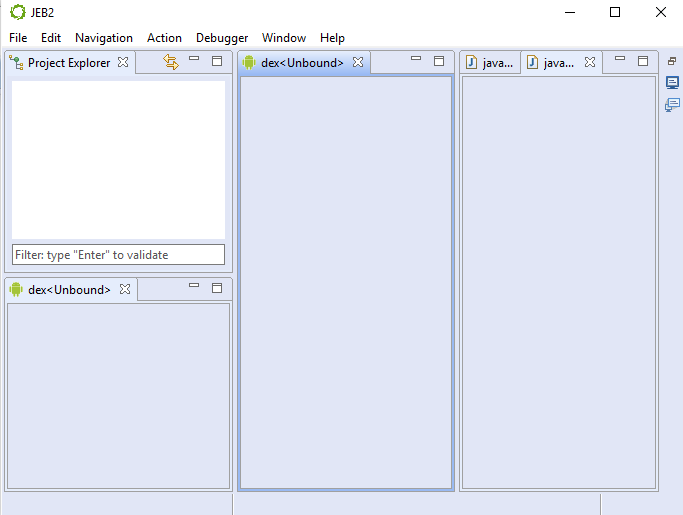 JEB2
File Edit Navigation Action Debugger Window Help
Project Explorer
dex<Unbound>
java...
java...
Filter: type "Enter" to validate
dex<Unbound>